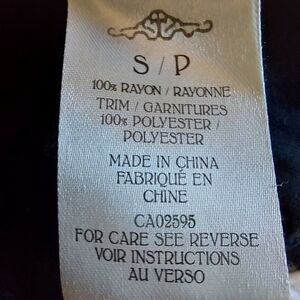 S / P
100% RAYON / RAYONNE
TRIM / GARNITURES
100% POLYESTER /
POLYESTER
MADE IN CHINA
FABRIQUÉ EN
CHINE
CA02595
FOR CARE SEE REVERSE
VOIR INSTRUCTIONS
AU VERSO